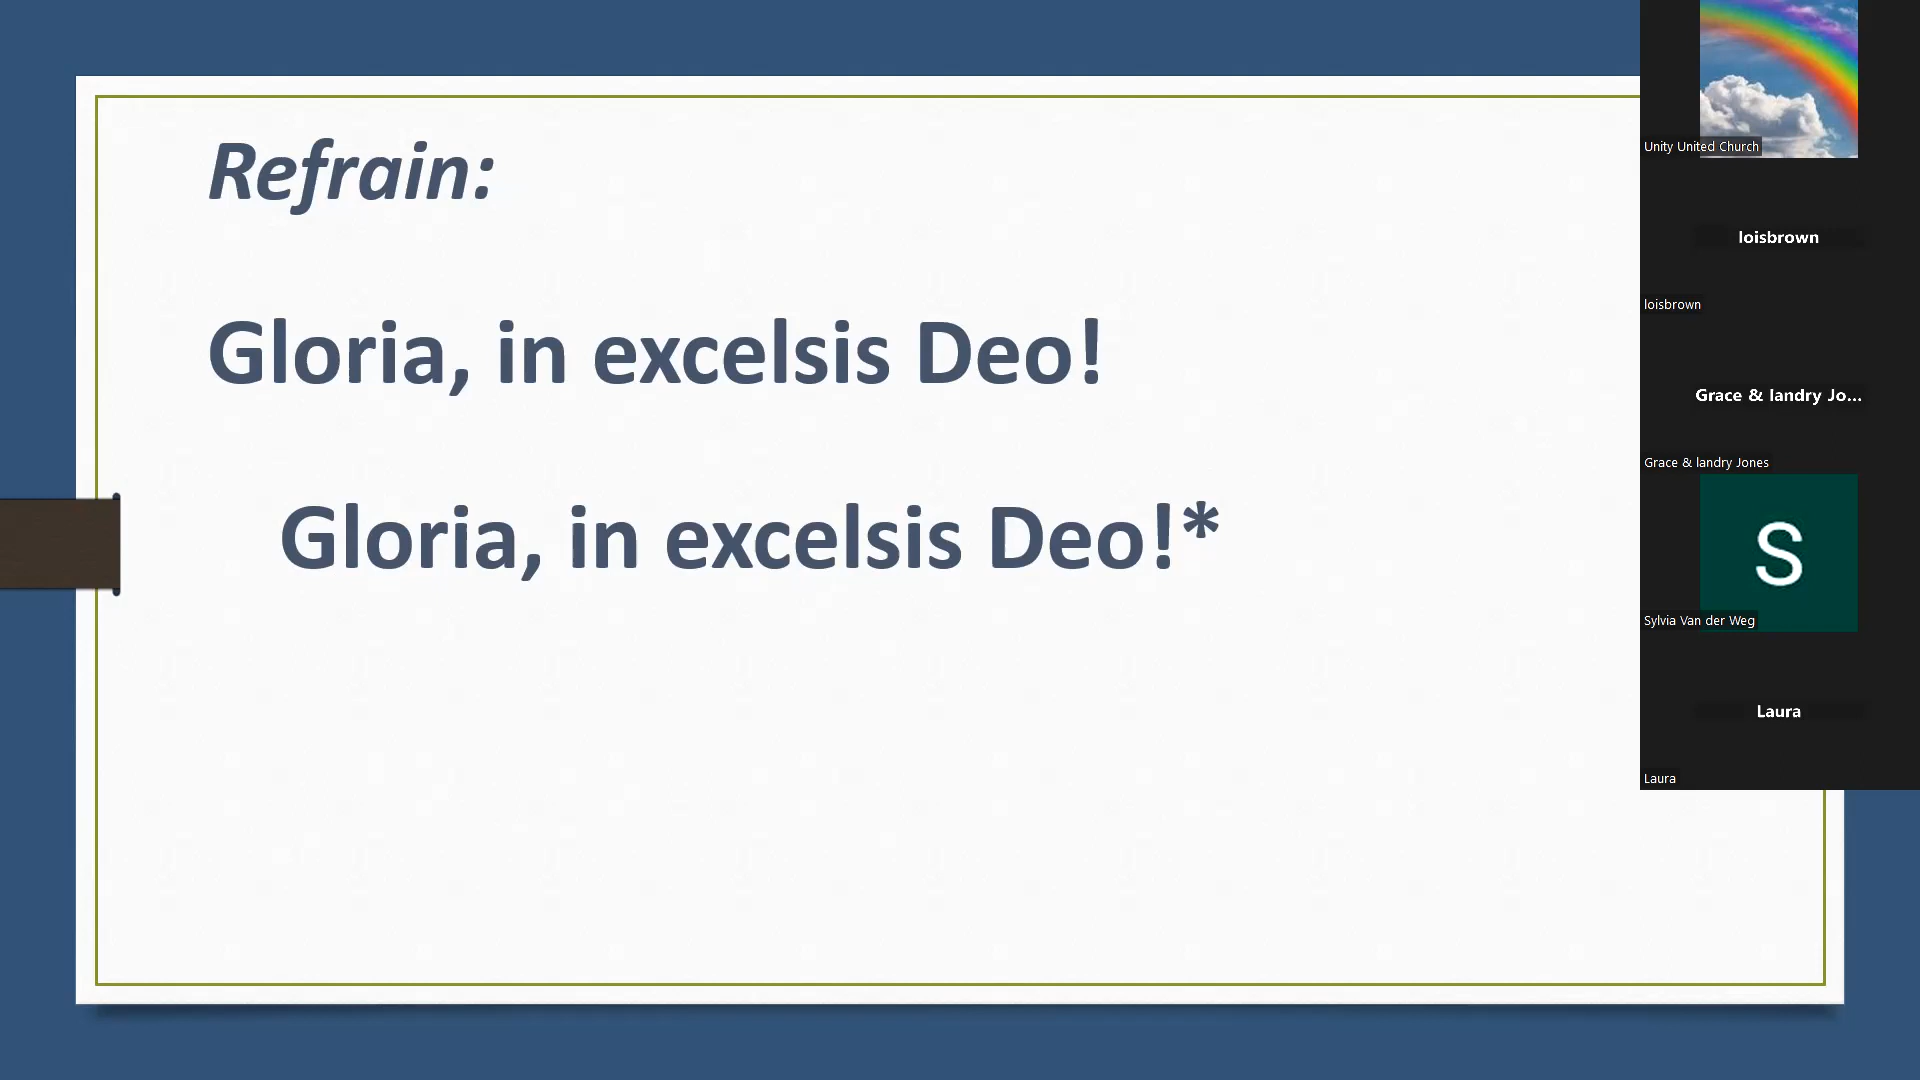 Refrain:
Gloria, in excelsis Deo!
Gloria, in excelsis Deo!*
Unity United Church
loisbrown
loisbrown
Grace & landry Jo...
Grace & landry Jones
S
Sylvia Van der Weg
Laura
Laura